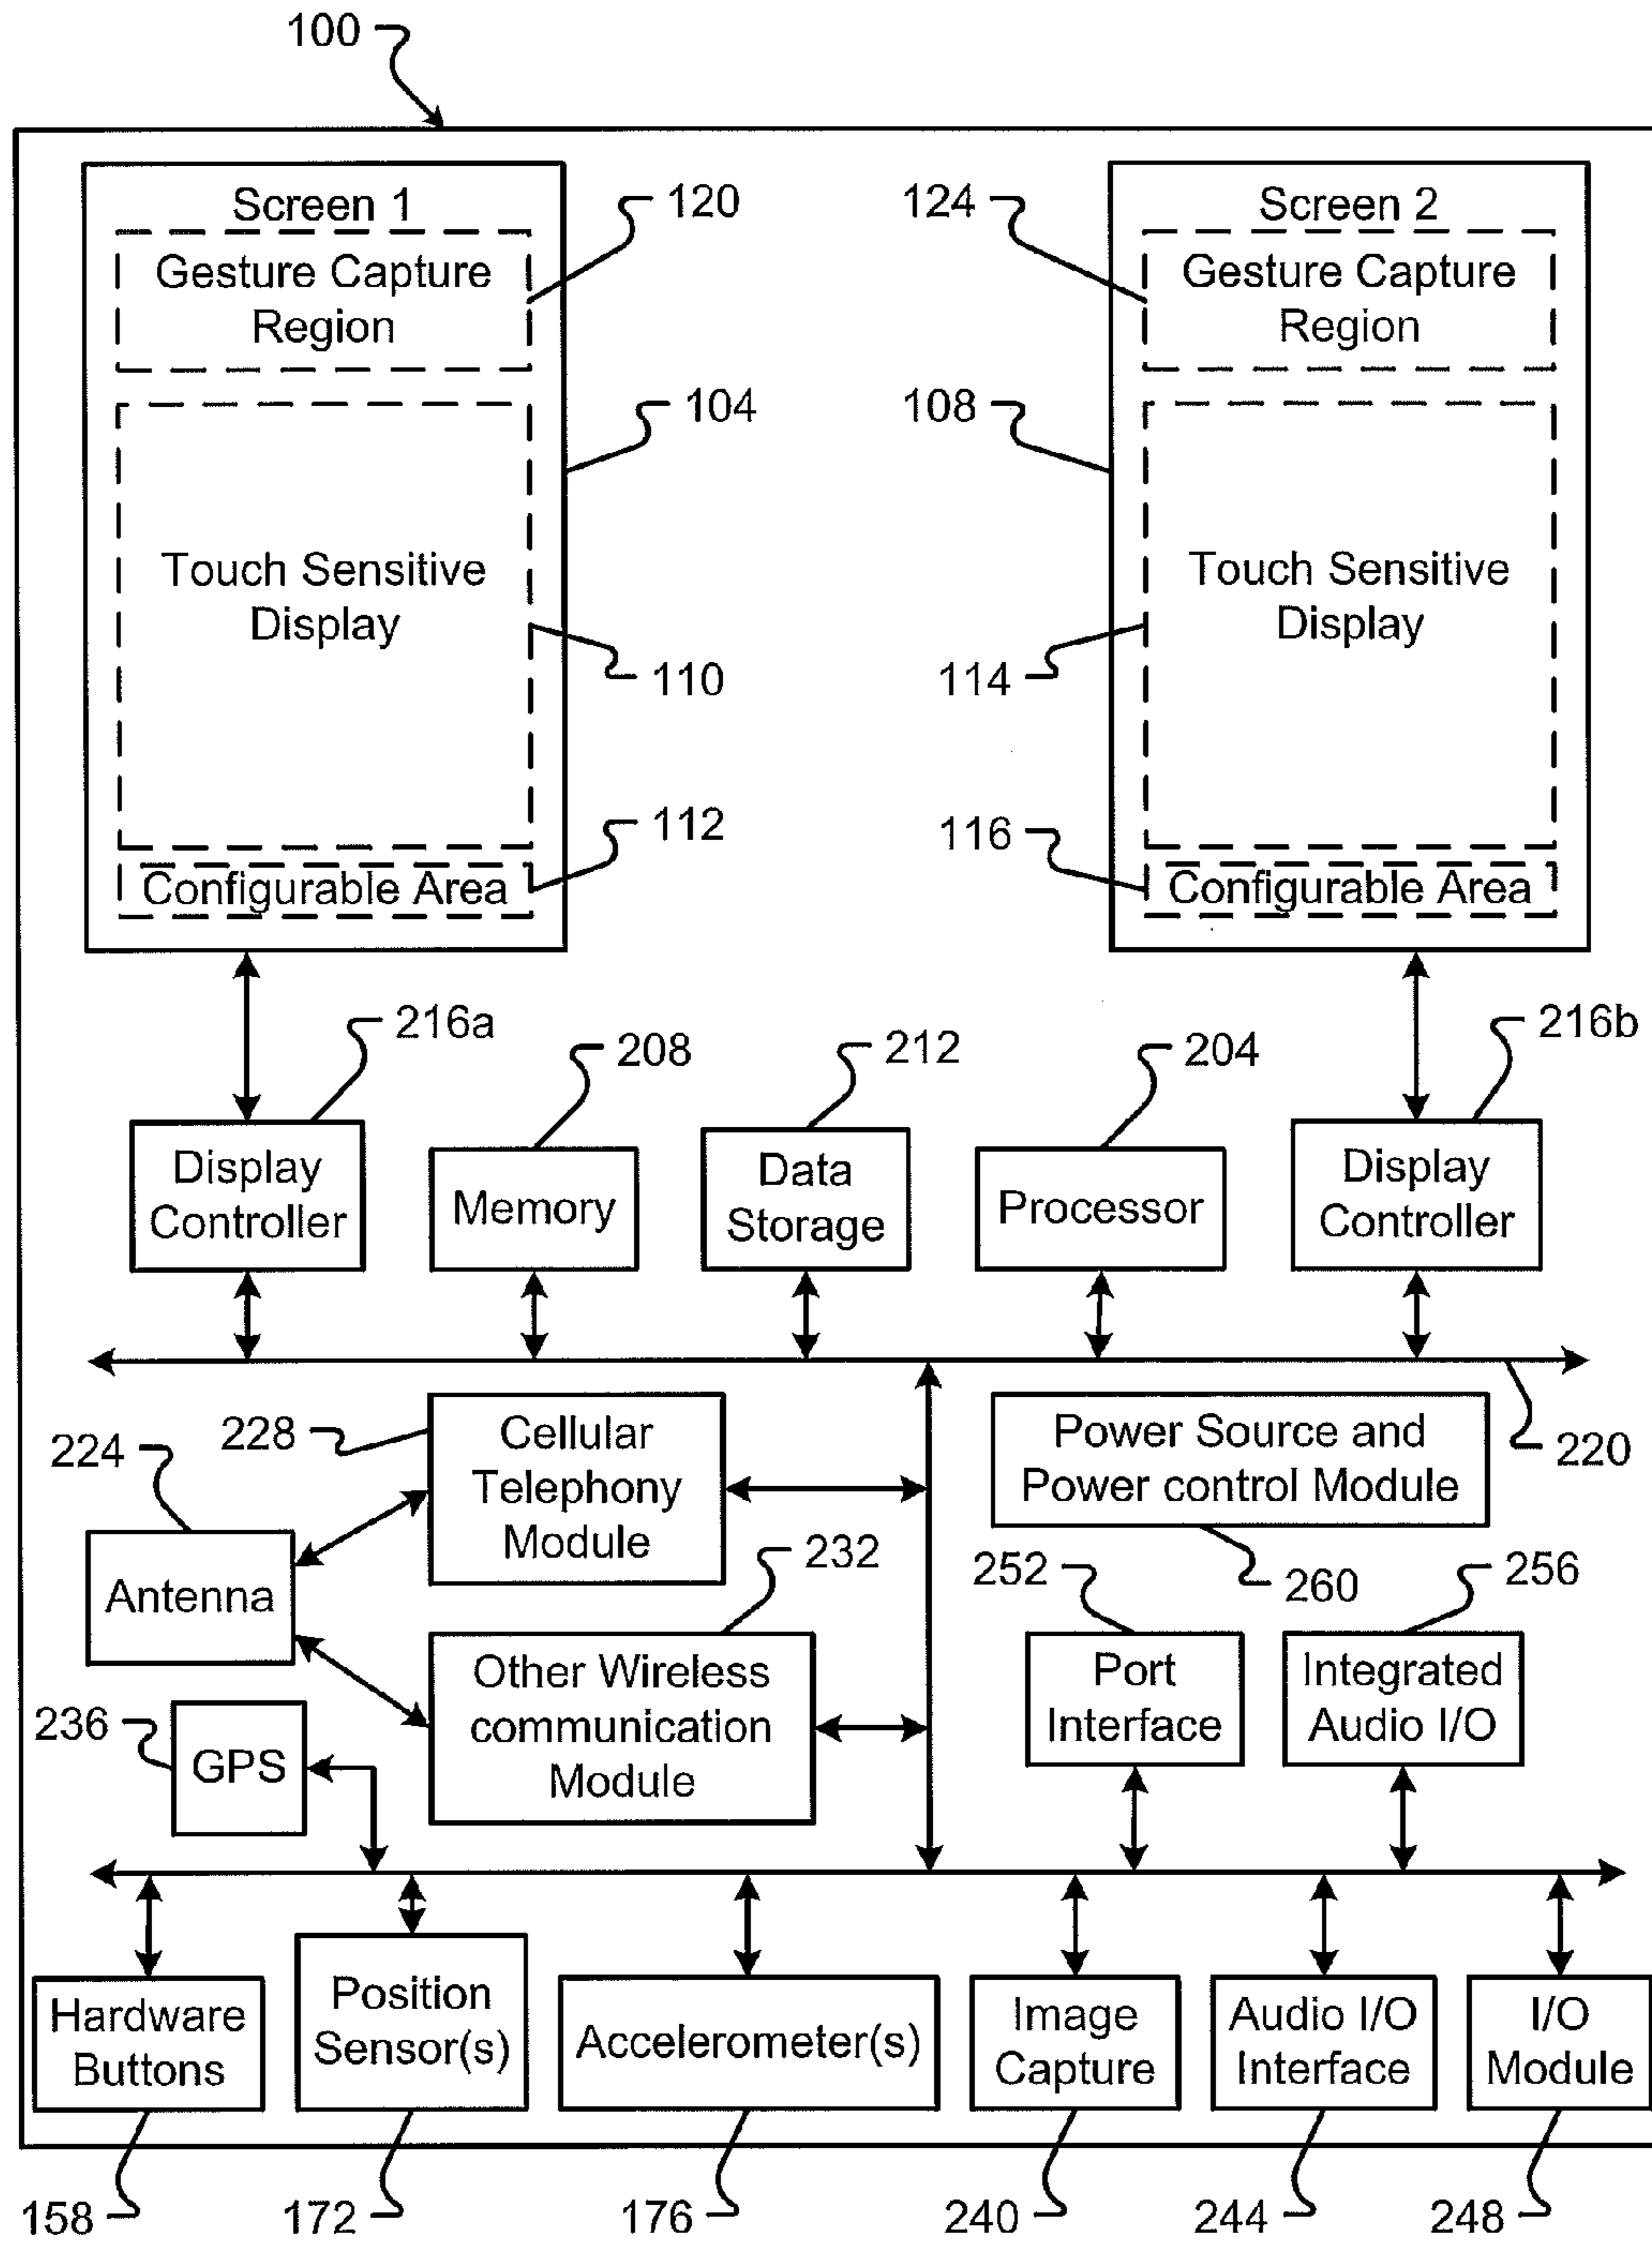 100
Screen 1
Gesture Capture
Region
120
104
Touch Sensitive
Display
110
112
Configurable Area
Screen 2
124
Gesture Capture
Region
108
Touch Sensitive
Display
114
116
Configurable Area
216a
208
212
204
216b
Display
Controller
Memory
Data
Storage
Processor
Display
Controller
220
228
Cellular
Telephony
Module
Power Source and
Power control Module
224
Antenna
232
252
260
256
Other Wireless
communication
Module
Port
Interface
Integrated
Audio I/O
236
GPS
Hardware
Buttons
Position
Sensor(s)
Accelerometer(s)
Image
Capture
Audio I/O
Interface
I/O
Module
158
172
176
240
244
248